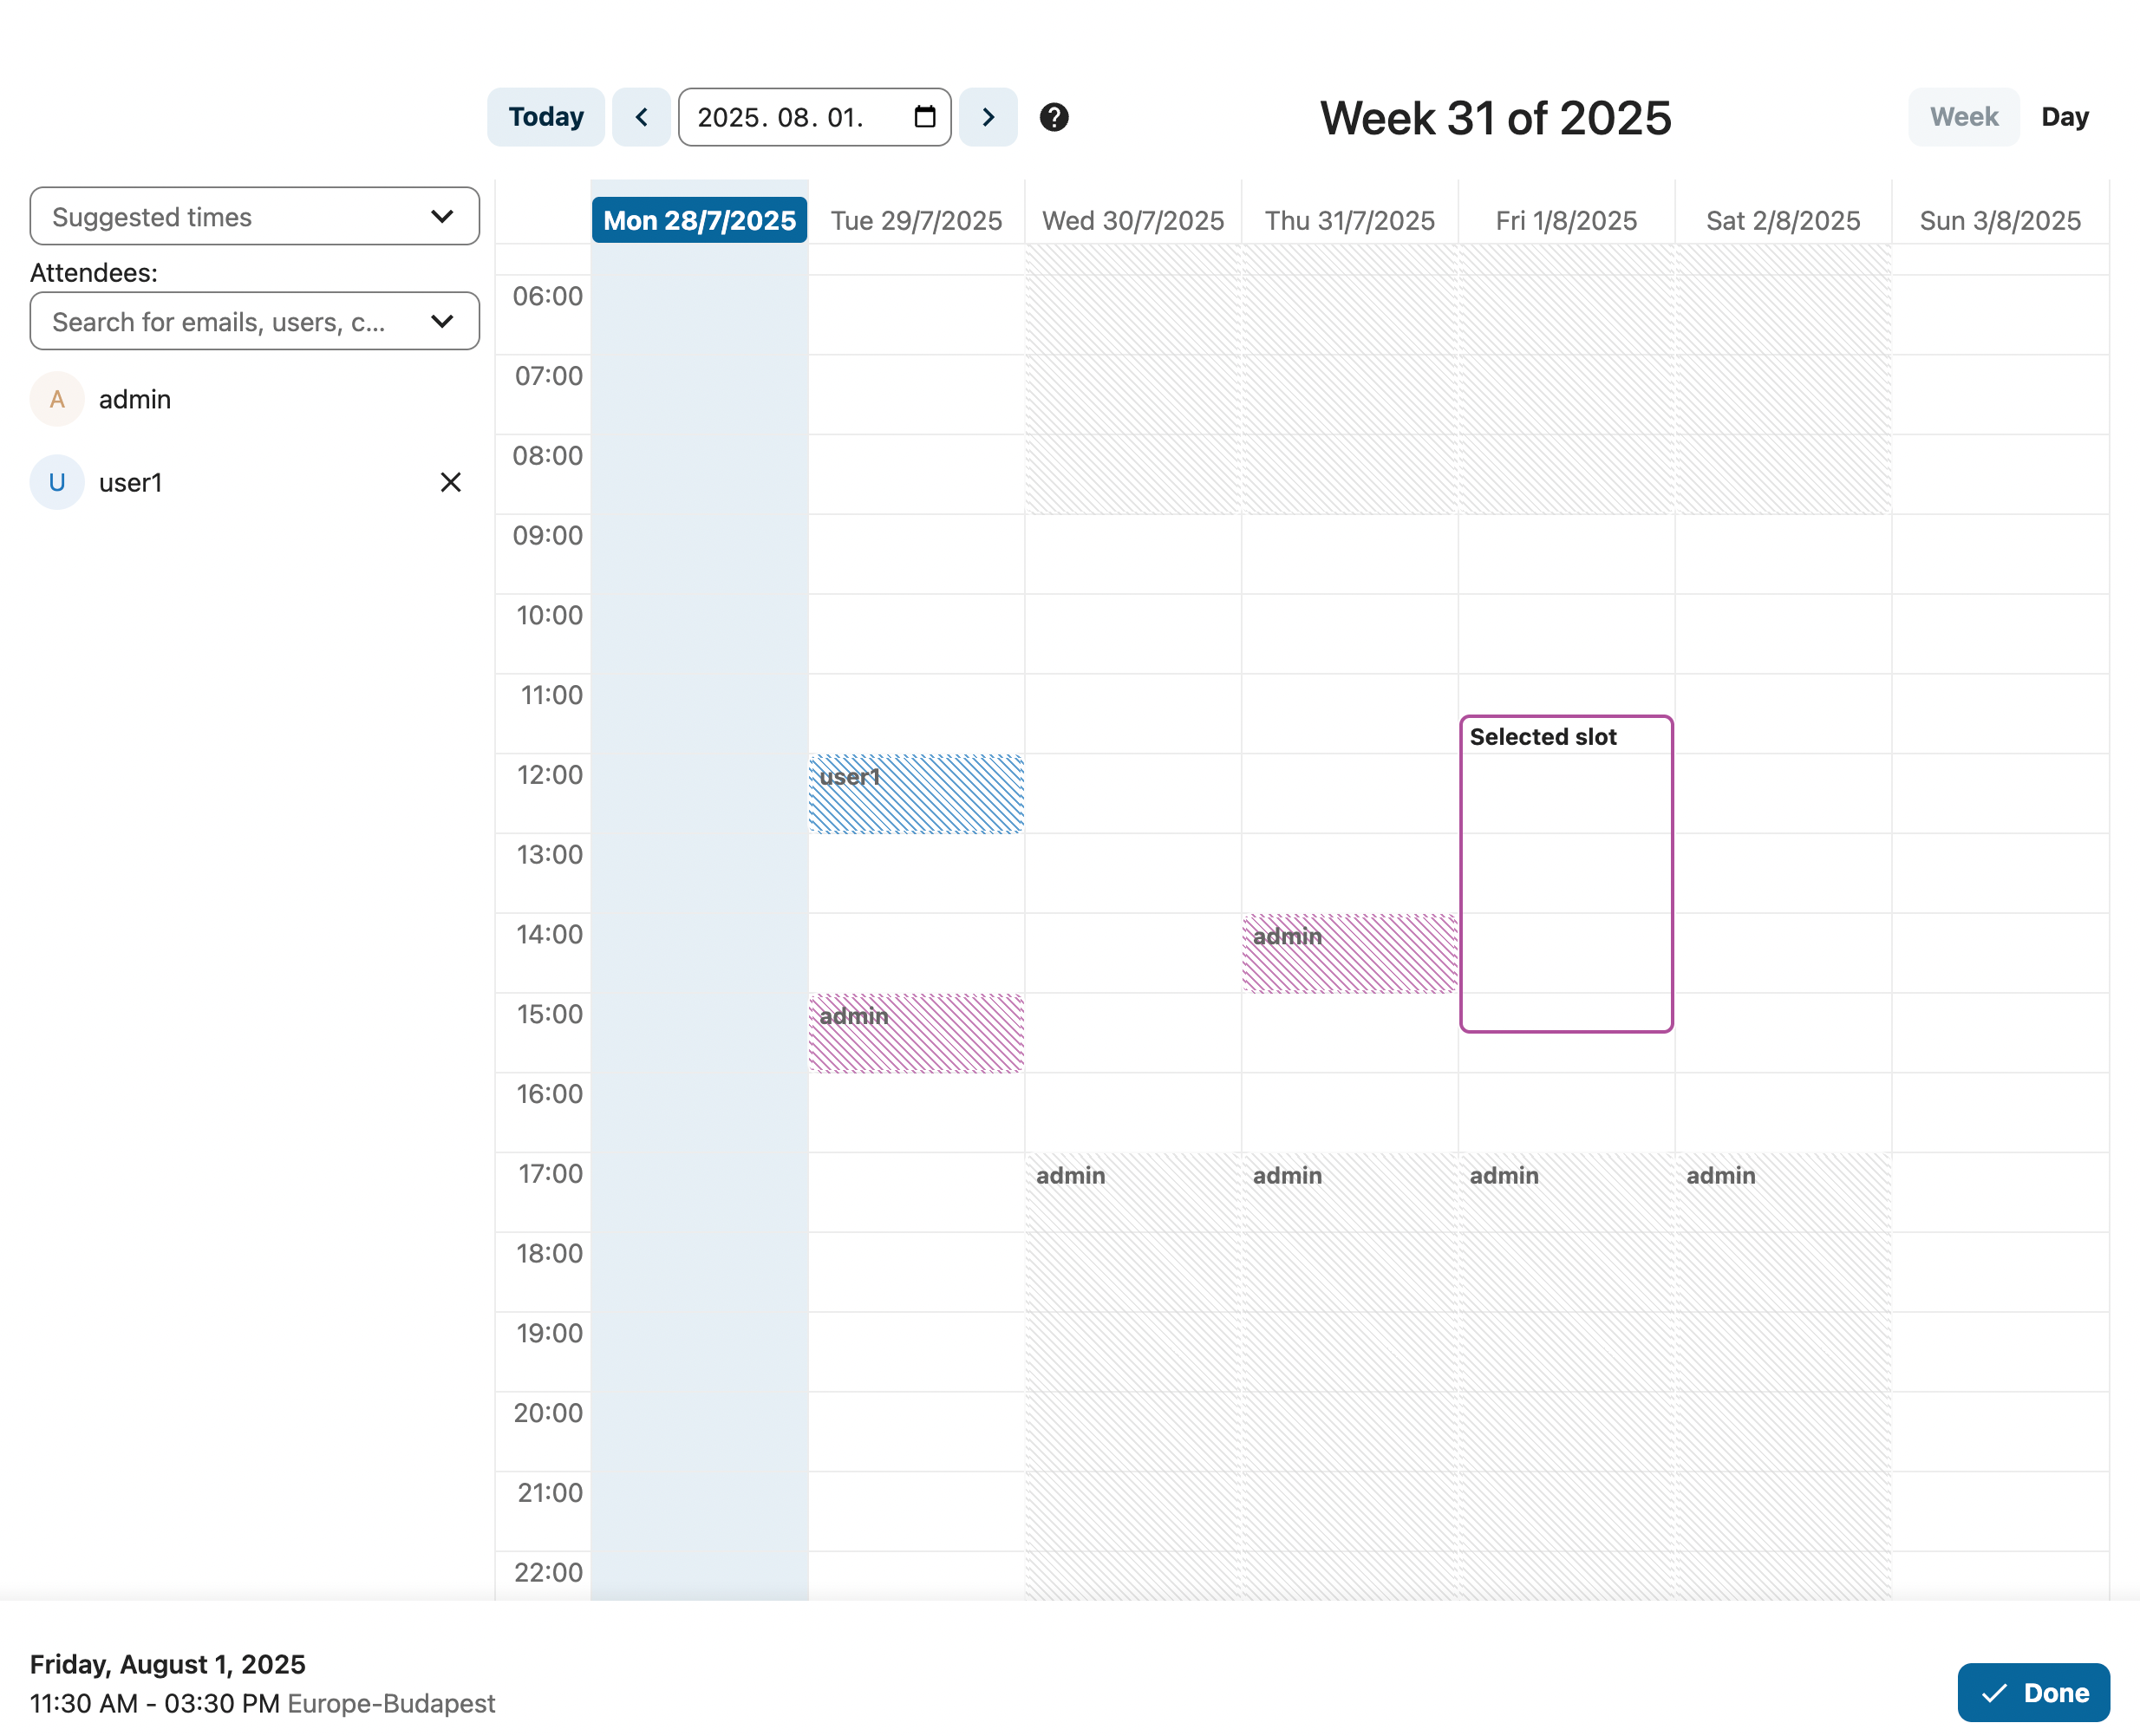 Today
2025. 08. 01.
Week 31 of 2025
Week
Day
Suggested times
Attendees:
Search for emails, users, c...
A admin
U user1
Mon 28/7/2025
Tue 29/7/2025
Wed 30/7/2025
Thu 31/7/2025
Fri 1/8/2025
Sat 2/8/2025
Sun 3/8/2025
06:00
07:00
08:00
09:00
10:00
11:00
Selected slot
12:00
user1
13:00
14:00
admin
15:00
admin
16:00
17:00
admin
admin
admin
admin
18:00
19:00
20:00
21:00
22:00
Friday, August 1, 2025
11:30 AM - 03:30 PM Europe-Budapest
Done